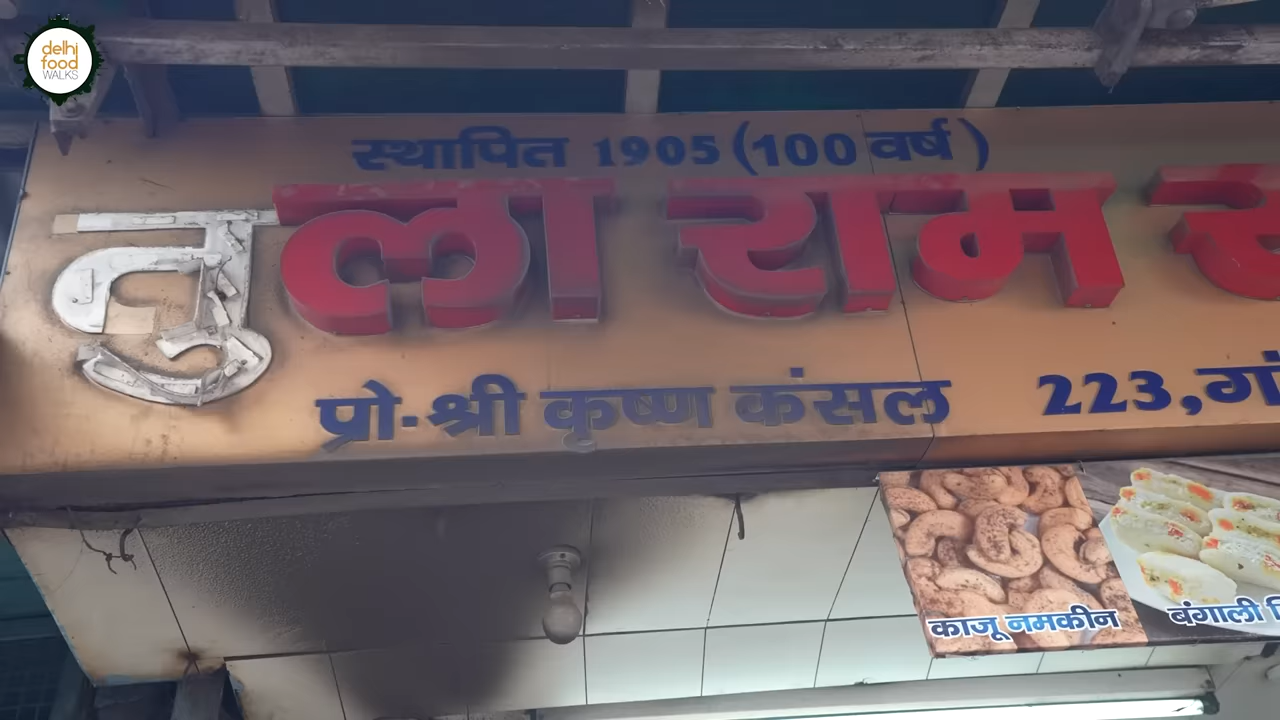 delhi
food
WALKS
स्थापित 1905 (100 वर्ष)
तुला राम
प्रो·श्री कृष्ण कंसल 223,
काजू नमकीन
बंगाली